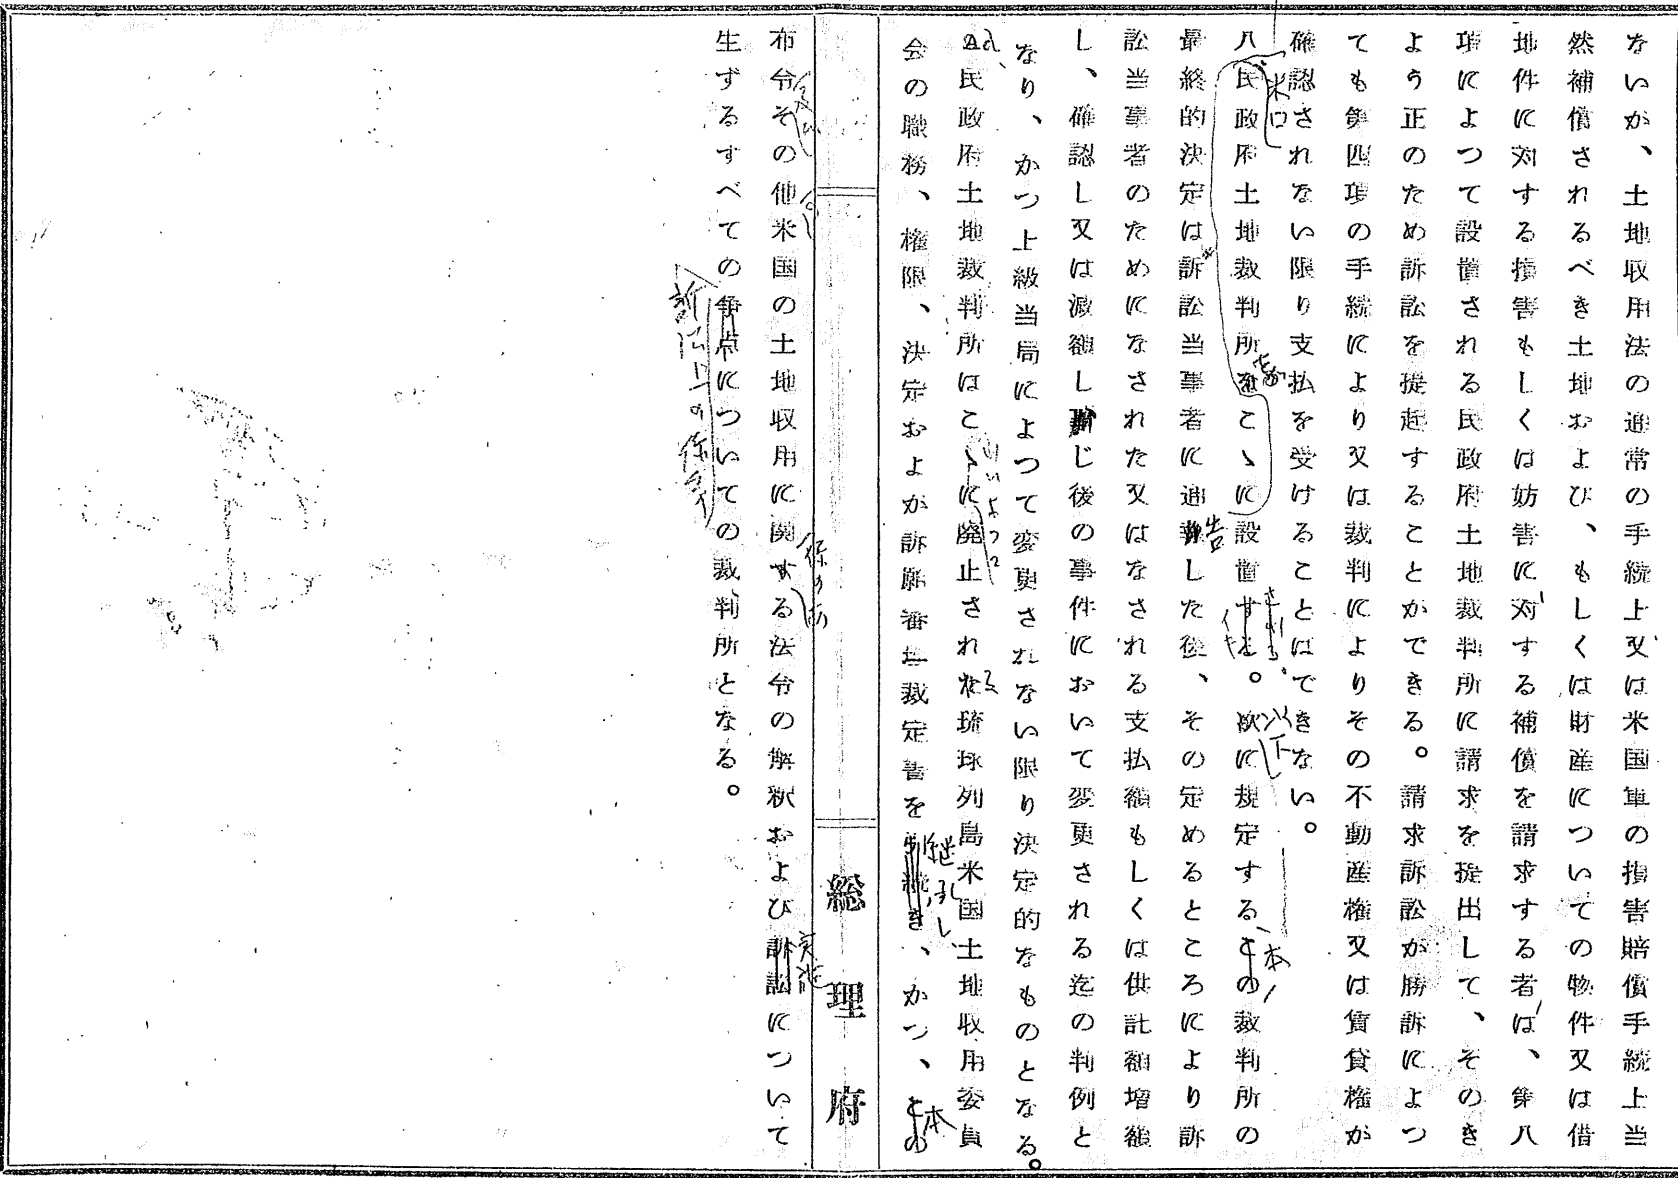 ないが、土地収用法の通常の手続上又は米国軍の損害賠償手続上当
然補償されるべき土地および、もしくは財産についての物件又は借
地件に対する損害もしくは妨害に対する補償を請求する者は、第八
項によつて設置される民政府土地裁判所に請求を提出して、そのき
よう正のため訴訟を提起することができる。請求訴訟が勝訴によつ
ても第四項の手続により又は裁判によりその不動産権又は賃貸権が
確認されない限り支払を受けることはできない。
八民政府土地裁判所をこゝに設置する。次に規定するこの裁判所の
米口
以下
本
最終的決定は訴訟当事者に通した後、その定めるところにより訴
告
訟当事者のためになされた又はなされる支払額もしくは供託額増額
し、確認し又は減額しじ後の事件において変更される迄の判例と
なり、かつ上級当局によつて変更されない限り決定的なものとなる。
民政府土地裁判所はこゝに廃止され琉球列島米国土地収用委員
会の職務、権限、決定および訴願審査裁定書をき、かつ、この
継承し
本
総理府
布令その他米国の土地収用に関する法令の解釈および訴訟について
生ずるすべての争点についての裁判所となる。